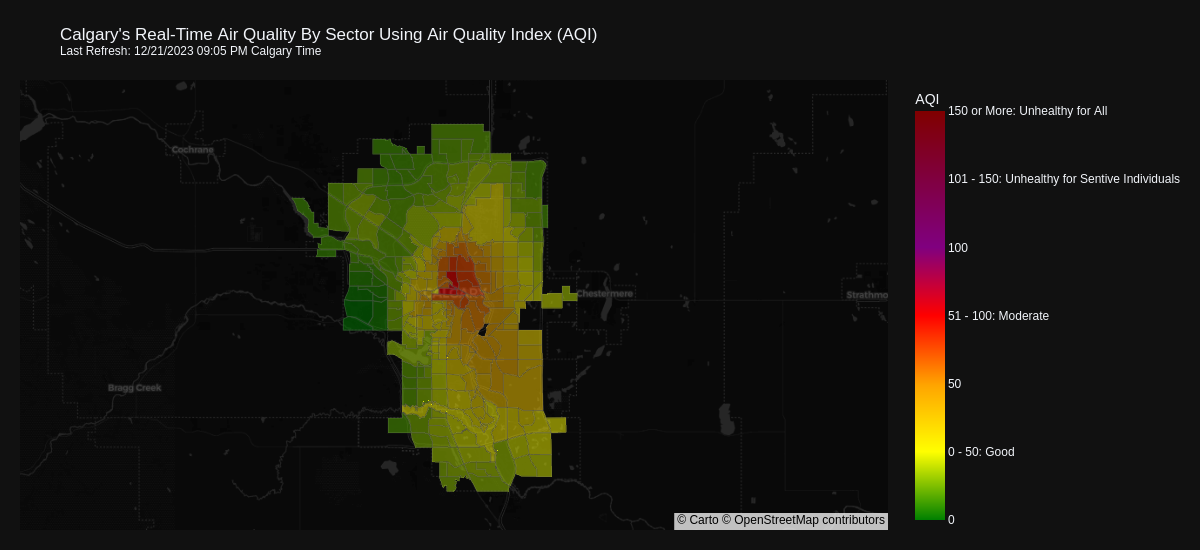 Calgary's Real-Time Air Quality By Sector Using Air Quality Index (AQI)
Last Refresh: 12/21/2023 09:05 PM Calgary Time
AQI
150 or More: Unhealthy for All
101 - 150: Unhealthy for Sentive Individuals
100
51 - 100: Moderate
50
0 - 50: Good
0
Cochrane
Chestermere
Strathmo
Bragg Creek
© Carto © OpenStreetMap contributors